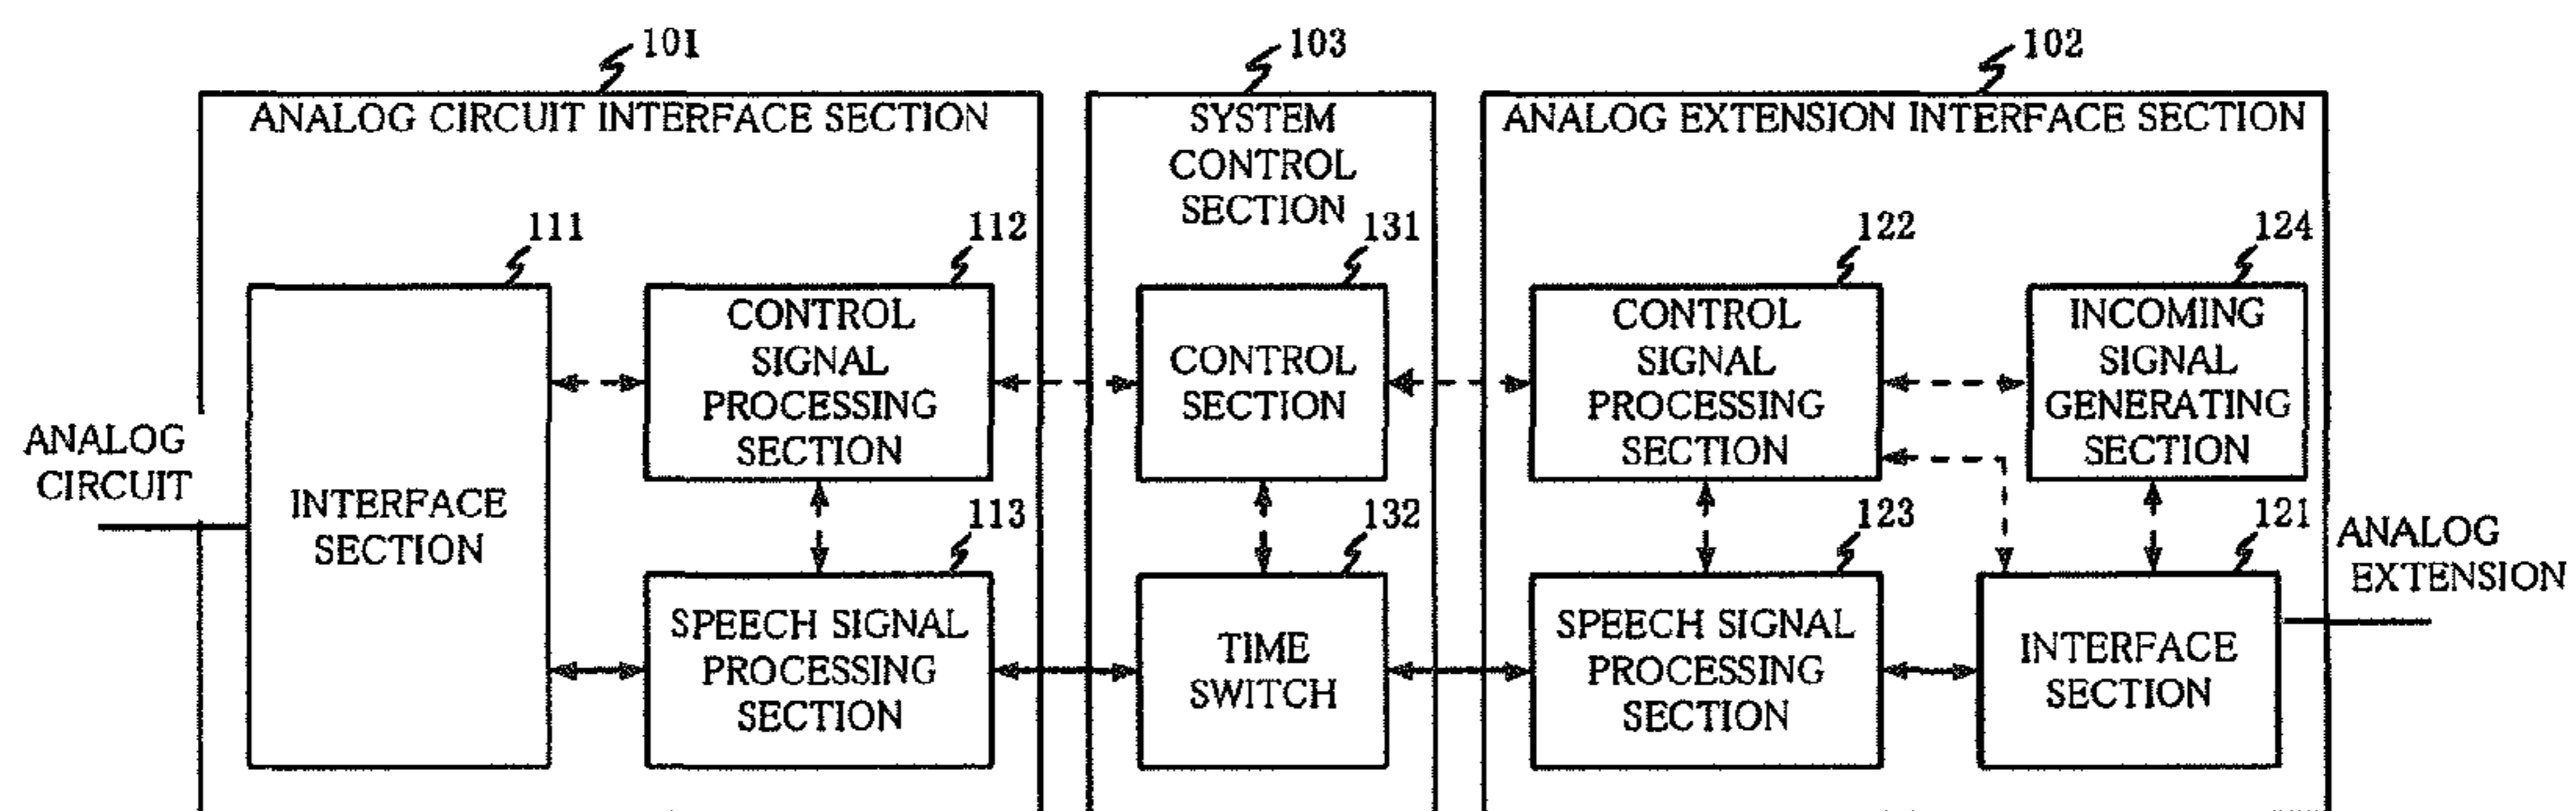 101
103
102
ANALOG CIRCUIT INTERFACE SECTION
SYSTEM
CONTROL
SECTION
ANALOG EXTENSION INTERFACE SECTION
111
112
131
122
124
ANALOG
CIRCUIT
INTERFACE
SECTION
CONTROL
SIGNAL
PROCESSING
SECTION
CONTROL
SECTION
CONTROL
SIGNAL
PROCESSING
SECTION
INCOMING
SIGNAL
GENERATING
SECTION
113
132
123
121
SPEECH SIGNAL
PROCESSING
SECTION
TIME
SWITCH
SPEECH SIGNAL
PROCESSING
SECTION
INTERFACE
SECTION
ANALOG
EXTENSION